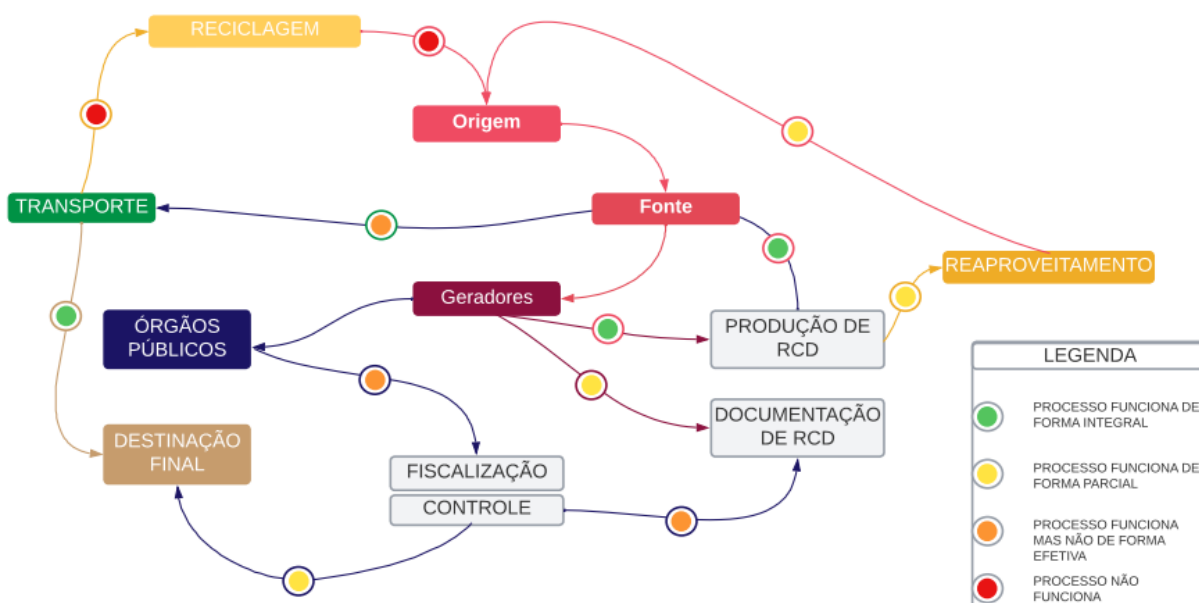 RECICLAGEM
Origem
TRANSPORTE
Fonte
REAPROVEITAMENTO
Geradores
ÓRGÃOS
PÚBLICOS
PRODUÇÃO DE
RCD
DOCUMENTAÇÃO
DE RCD
DESTINAÇÃO
FINAL
FISCALIZAÇÃO
CONTROLE
LEGENDA
PROCESSO FUNCIONA DE
FORMA INTEGRAL
PROCESSO FUNCIONA DE
FORMA PARCIAL
PROCESSO FUNCIONA
MAS NÃO DE FORMA
EFETIVA
PROCESSO NÃO
FUNCIONA